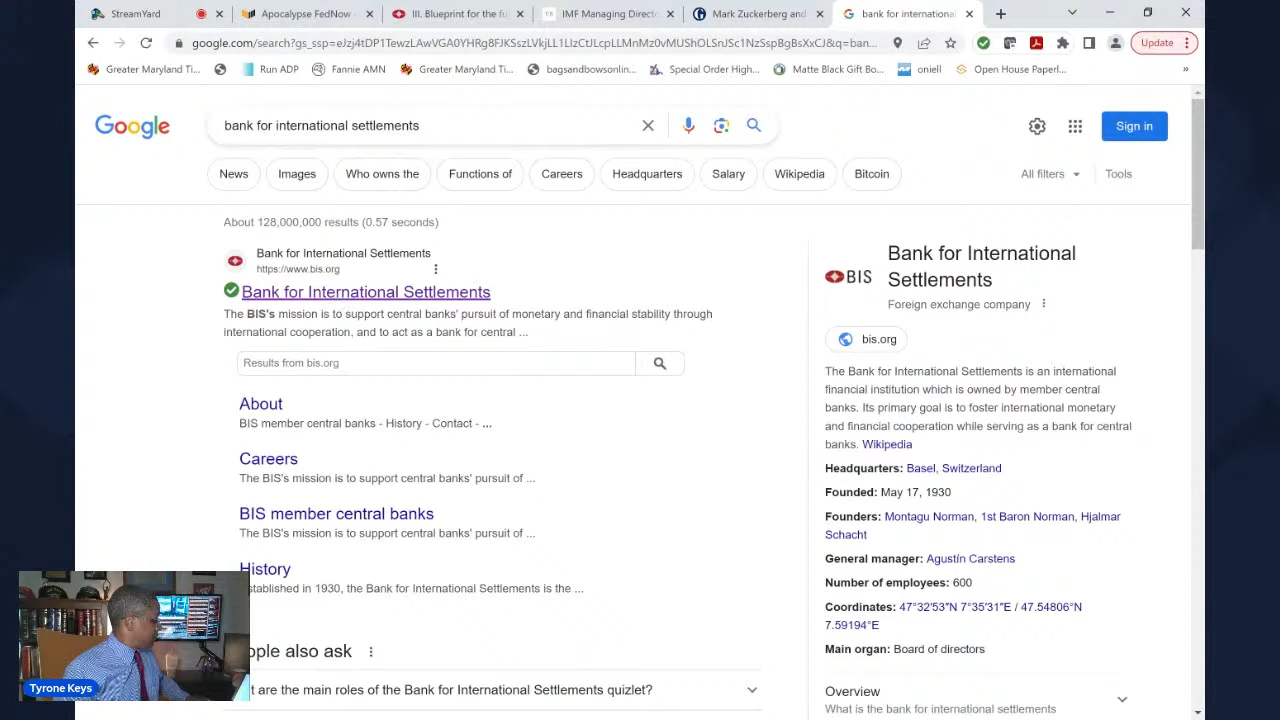 StreamYard
Apocalypse FedNow -
III. Blueprint for the fu
IMF Managing Direct
Mark Zuckerberg and
bank for international
google.com/search?gs_ssp=
Update
Greater Maryland Ti...
Run ADP
Fannie AMN
Greater Maryland Ti...
bagsandbowsonlin...
Special Order High...
Matte Black Gift Bo...
oniell
Open House Paperl...
»
Google
bank for international settlements
Sign in
News
Images
Who owns the
Functions of
Careers
Headquarters
Salary
Wikipedia
Bitcoin
All filters
Tools
About 128,000,000 results (0.57 seconds)
Bank for International Settlements
https://www.bis.org
Bank for International Settlements
The BIS's mission is to support central banks' pursuit of monetary and financial stability through
international cooperation, and to act as a bank for central ...
Results from bis.org
About
BIS member central banks - History - Contact - ...
Careers
The BIS's mission is to support central banks' pursuit of ...
BIS member central banks
The BIS's mission is to support central banks' pursuit of ...
History
stablished in 1930, the Bank for International Settlements is the ...
ople also ask
t are the main roles of the Bank for International Settlements quizlet?
Bank for International
Settlements
BIS
Foreign exchange company
bis.org
The Bank for International Settlements is an international
financial institution which is owned by member central
banks. Its primary goal is to foster international monetary
and financial cooperation while serving as a bank for central
banks. Wikipedia
Headquarters: Basel, Switzerland
Founded: May 17, 1930
Founders: Montagu Norman, 1st Baron Norman, Hjalmar
Schacht
General manager: Agustín Carstens
Number of employees: 600
Coordinates: 47°32′53″N 7°35′31″E / 47.54806°N
7.59194°E
Main organ: Board of directors
Overview
What is the bank for international settlements
Tyrone Keys